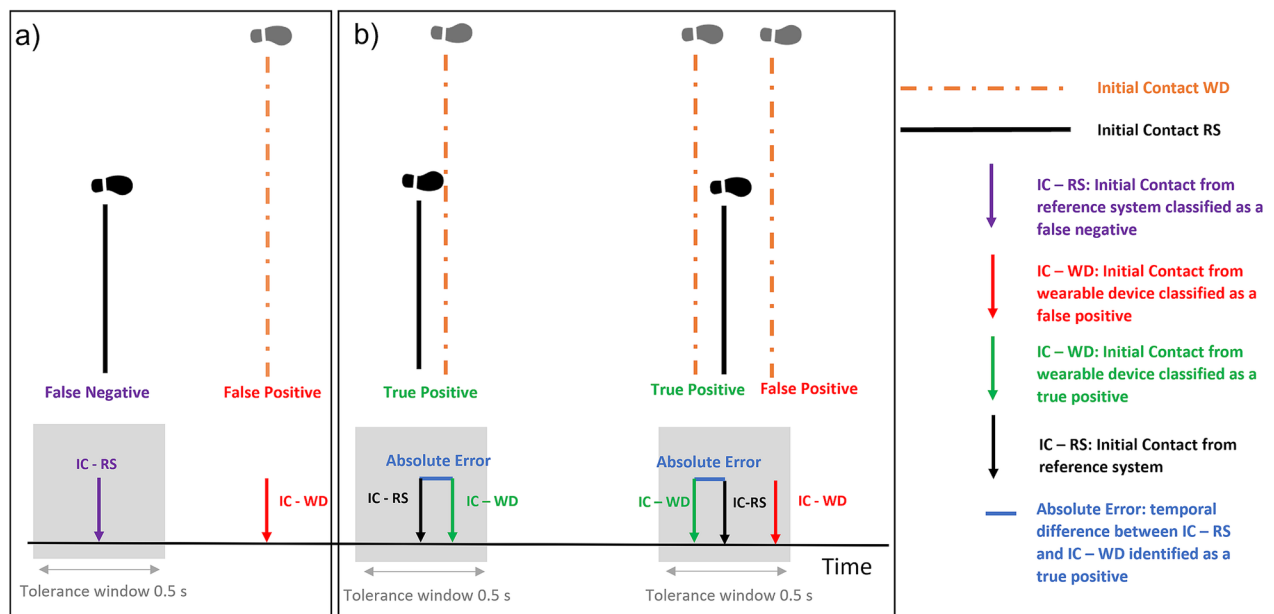 a)
False Negative
False Positive
IC - RS
IC - WD
Tolerance window 0.5 s
b)
True Positive
True Positive
False Positive
Absolute Error
IC - RS
IC – WD
Absolute Error
IC – WD
IC-RS
IC - WD
Time
Tolerance window 0.5 s
Tolerance window 0.5 s
Initial Contact WD
Initial Contact RS
IC – RS: Initial Contact from
reference system classified as a
false negative
IC – WD: Initial Contact from
wearable device classified as a
false positive
IC – WD: Initial Contact from
wearable device classified as a
true positive
IC – RS: Initial Contact from
reference system
Absolute Error: temporal
difference between IC – RS
and IC – WD identified as a
true positive